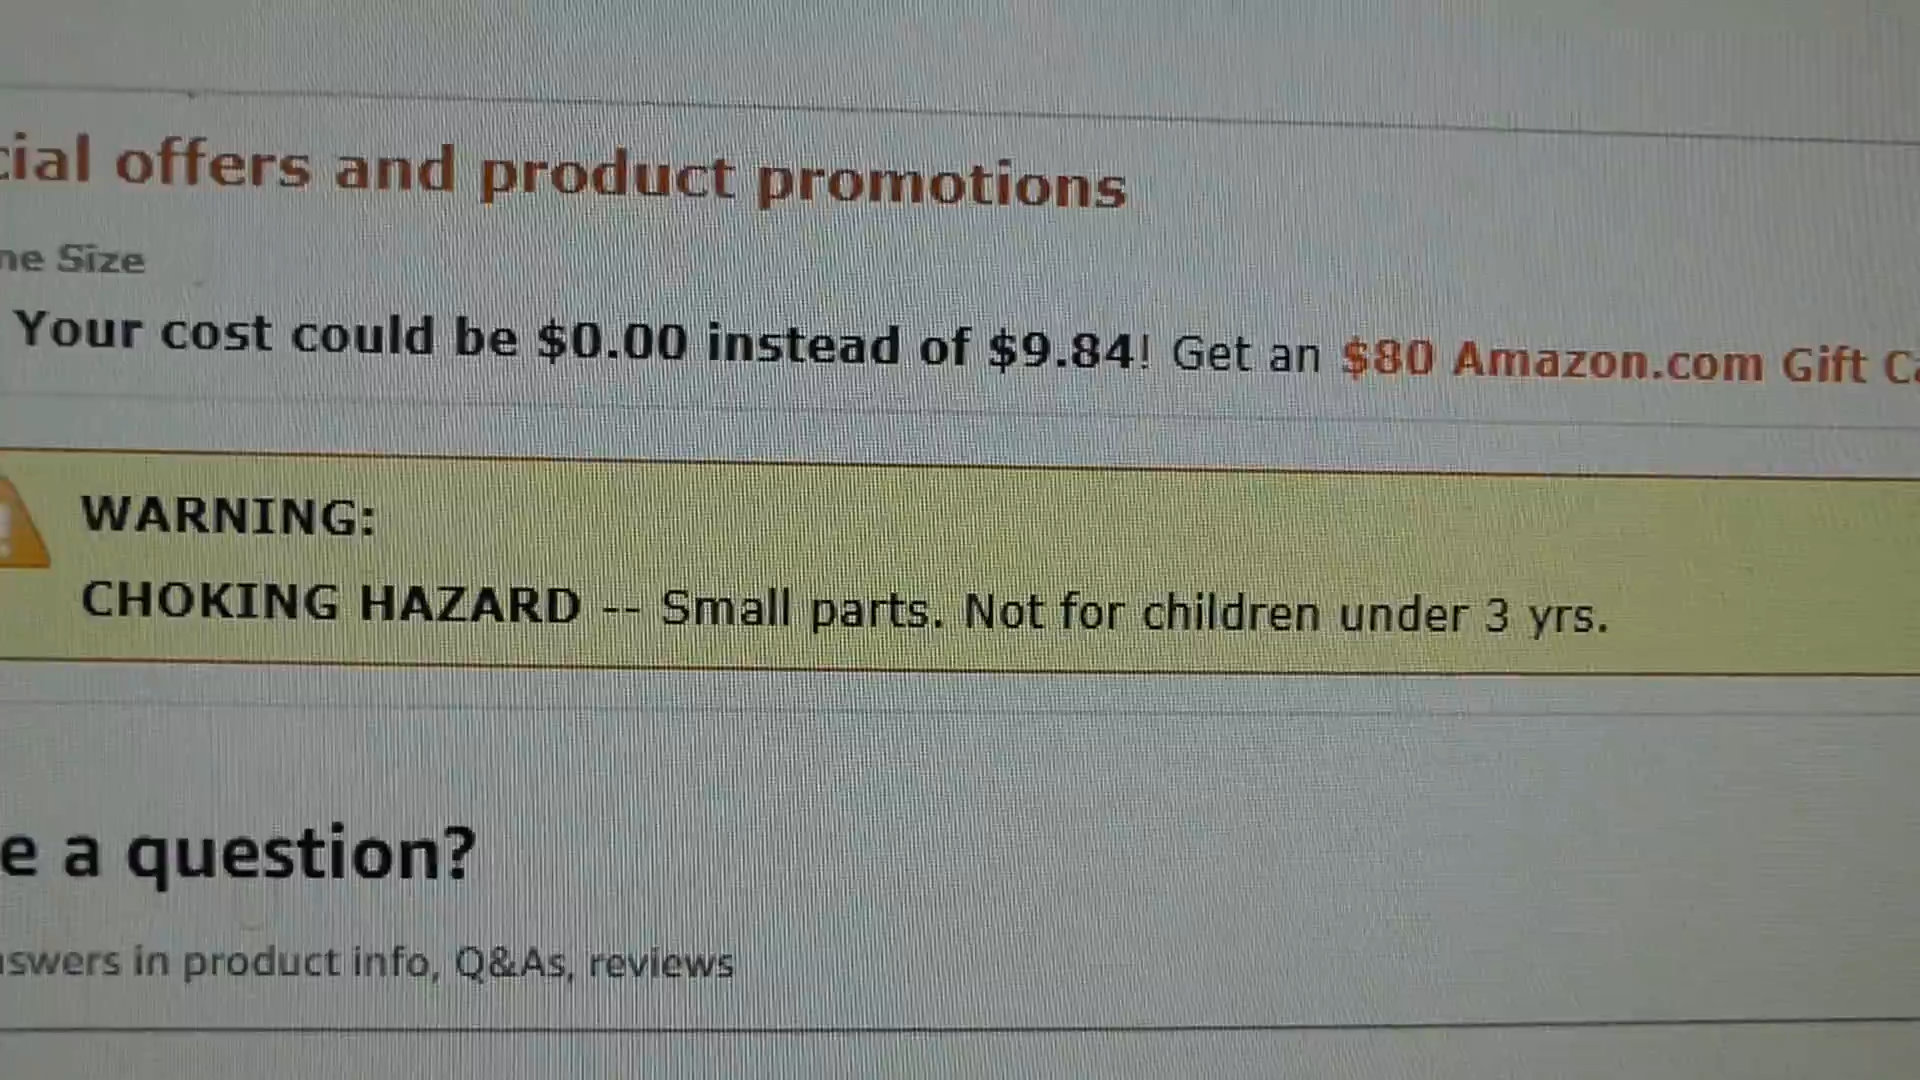 cial offers and product promotions
ne Size
Your cost could be $0.00 instead of $9.84! Get an $80 Amazon.com Gift Ca
WARNING:
CHOKING HAZARD -- Small parts. Not for children under 3 yrs.
e a question?
swers in product info, Q&As, reviews